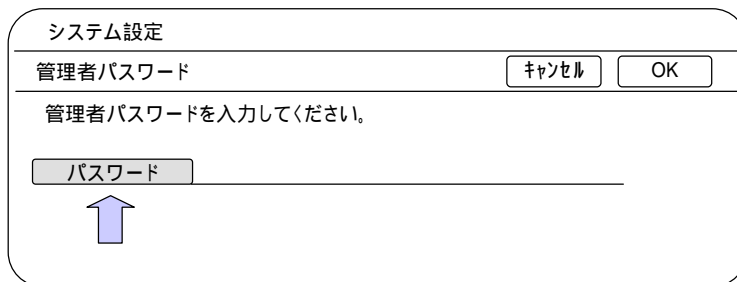 システム設定
管理者パスワード ｷｬﾝｾﾙ OK
管理者パスワードを入力してください。
パスワード